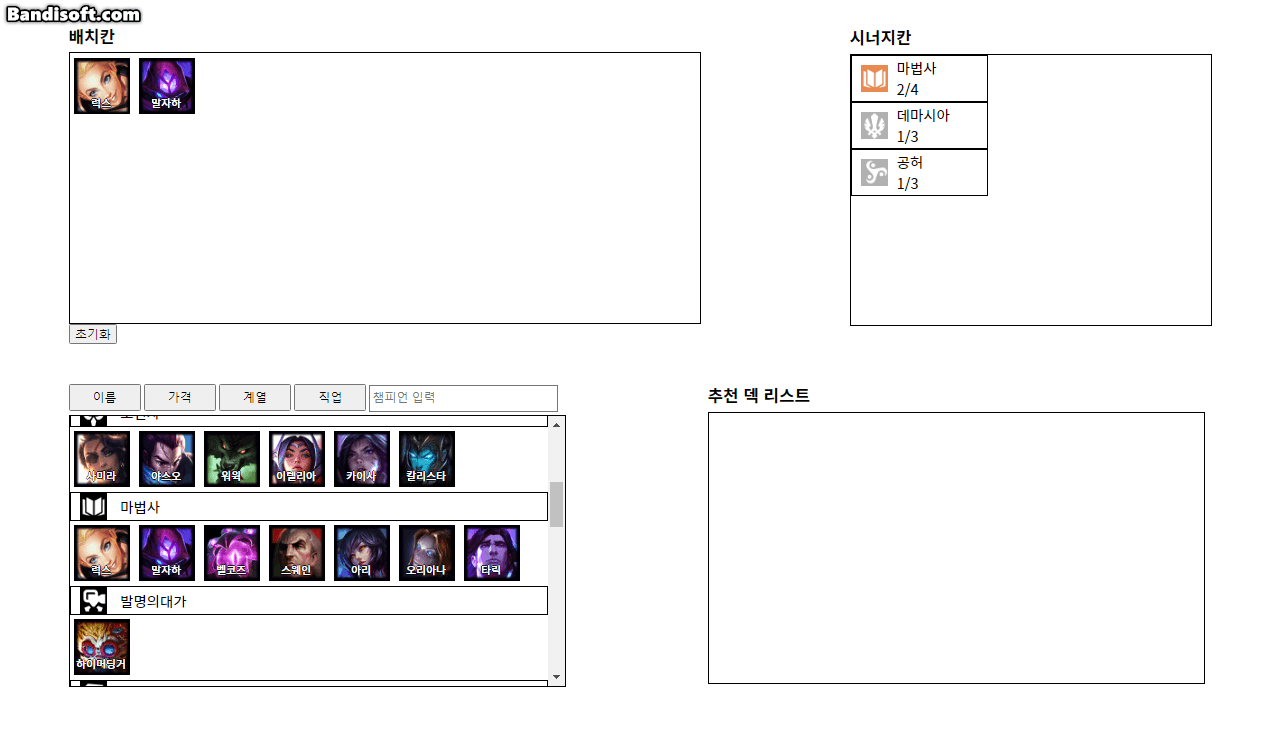 Bandisoft.com
배치칸
럭스 말자하
초기화
시너지칸
마법사
2/4
데마시아
1/3
공허
1/3
이름 가격 계열 직업 챔피언 입력
사미라 야스오 워윅 이렐리아 카이사 칼리스타
마법사
럭스 말자하 벨코즈 스웨인 아리 오리아나 타릭
발명의대가
하이머딩거
추천 덱 리스트